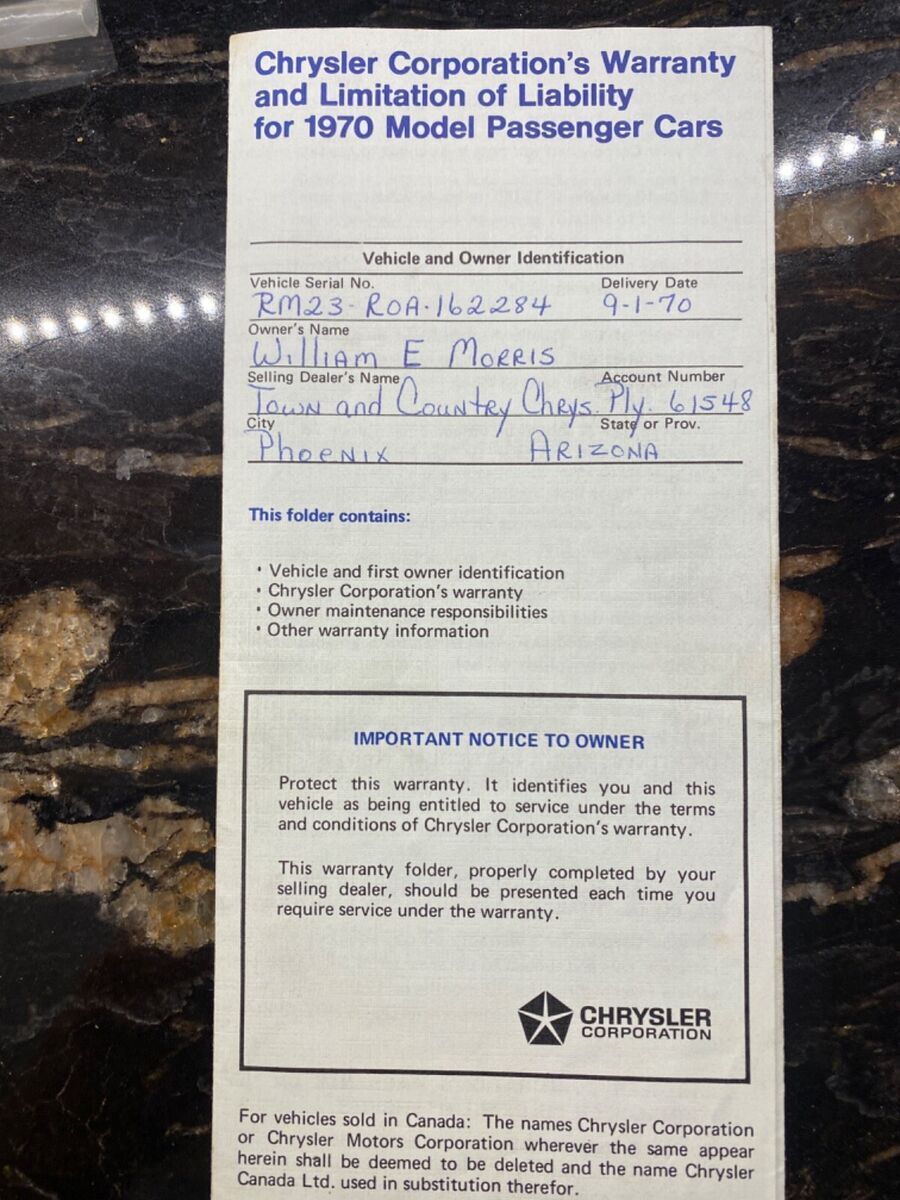 Chrysler Corporation's Warranty
and Limitation of Liability
for 1970 Model Passenger Cars
Vehicle and Owner Identification
Vehicle Serial No. Delivery Date
RM23-ROA-162284 9-1-70
Owner's Name
William E Morris
Selling Dealer's Name Account Number
Town and Country Chrys. Ply. 61548
City State or Prov.
Phoenix Arizona
This folder contains:
• Vehicle and first owner identification
• Chrysler Corporation's warranty
• Owner maintenance responsibilities
• Other warranty information
IMPORTANT NOTICE TO OWNER
Protect this warranty. It identifies you and this
vehicle as being entitled to service under the terms
and conditions of Chrysler Corporation's warranty.
This warranty folder, properly completed by your
selling dealer, should be presented each time you
require service under the warranty.
CHRYSLER
CORPORATION
For vehicles sold in Canada: The names Chrysler Corporation
or Chrysler Motors Corporation wherever the same appear
herein shall be deemed to be deleted and the name Chrysler
Canada Ltd. used in substitution therefor.